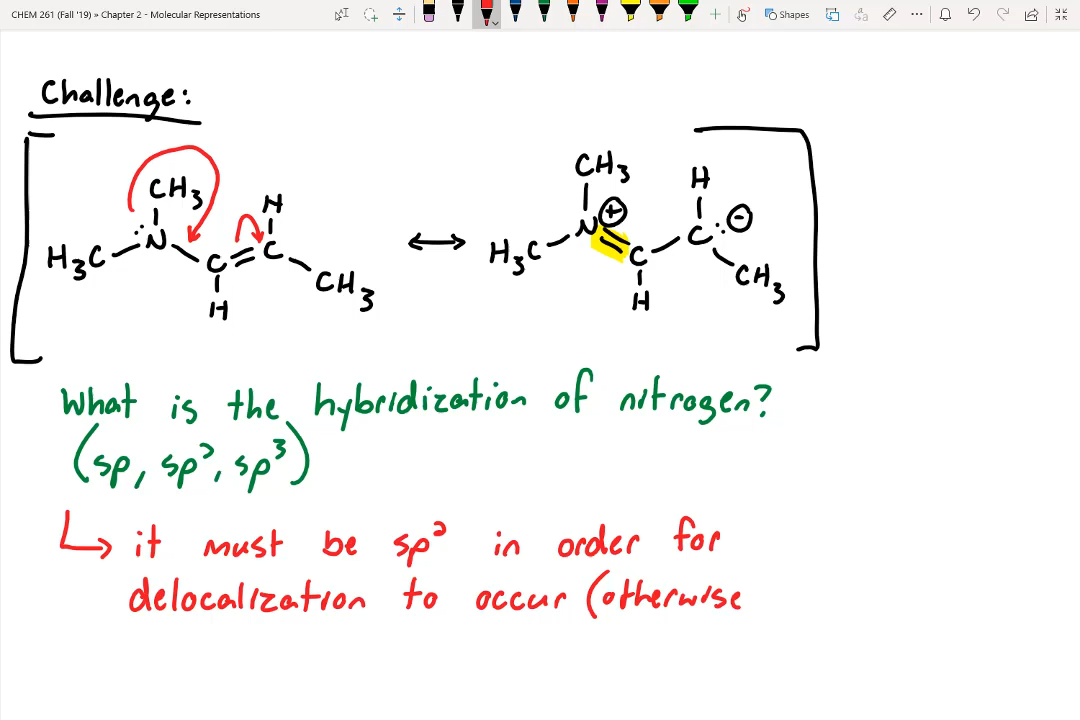 CHEM 261 (Fall '19) » Chapter 2 - Molecular Representations
Shapes
Challenge:
CH3
H3C
N
C
H
C
H
CH3
CH3
H3C
N
+
C
H
H
C
-
CH3
What is the hybridization of nitrogen?
(sp, sp², sp³)
it must be sp² in order for
delocalization to occur (otherwise